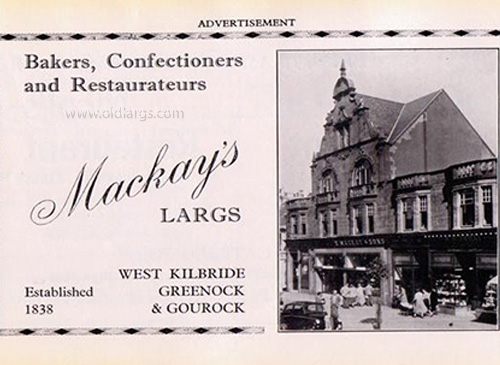 ADVERTISEMENT
Bakers, Confectioners
and Restaurateurs
www.oldlargs.com
Mackay's
LARGS
WEST KILBRIDE
Established GREENOCK
1838 & GOUROCK